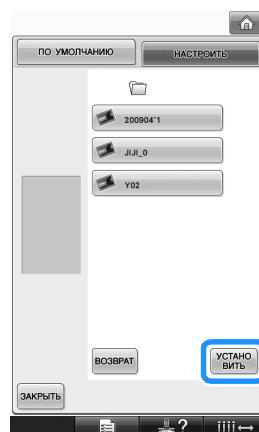 ПО УМОЛЧАНИЮ
НАСТРОИТЬ
200904~1
JIJI_0
Y02
ВОЗВРАТ
УСТАНО
ВИТЬ
ЗАКРЫТЬ
?